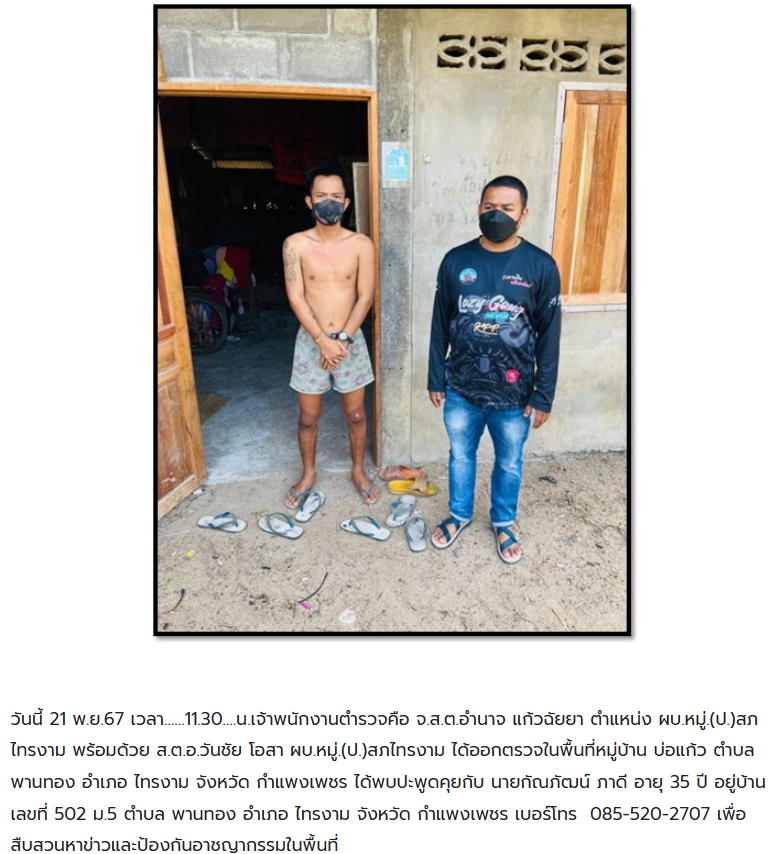 Lazy Gang
วันนี้ 21 พ.ย.67 เวลา......11.30....น.เจ้าพนักงานตำรวจคือ จ.ส.ต.อำนาจ แก้วฉัยยา ตำแหน่ง ผบ.หมู่.(ป.)สภ
ไทรงาม พร้อมด้วย ส.ต.อ.วันชัย โอสา ผบ.หมู่.(ป.)สภไทรงาม ได้ออกตรวจในพื้นที่หมู่บ้าน บ่อแก้ว ตำบล
พานทอง อำเภอ ไทรงาม จังหวัด กำแพงเพชร ได้พบปะพูดคุยกับ นายกัณภัฒน์ ภาดี อายุ 35 ปี อยู่บ้าน
เลขที่ 502 ม.5 ตำบล พานทอง อำเภอ ไทรงาม จังหวัด กำแพงเพชร เบอร์โทร  085-520-2707 เพื่อ
สืบสวนหาข่าวและป้องกันอาชญากรรมในพื้นที่